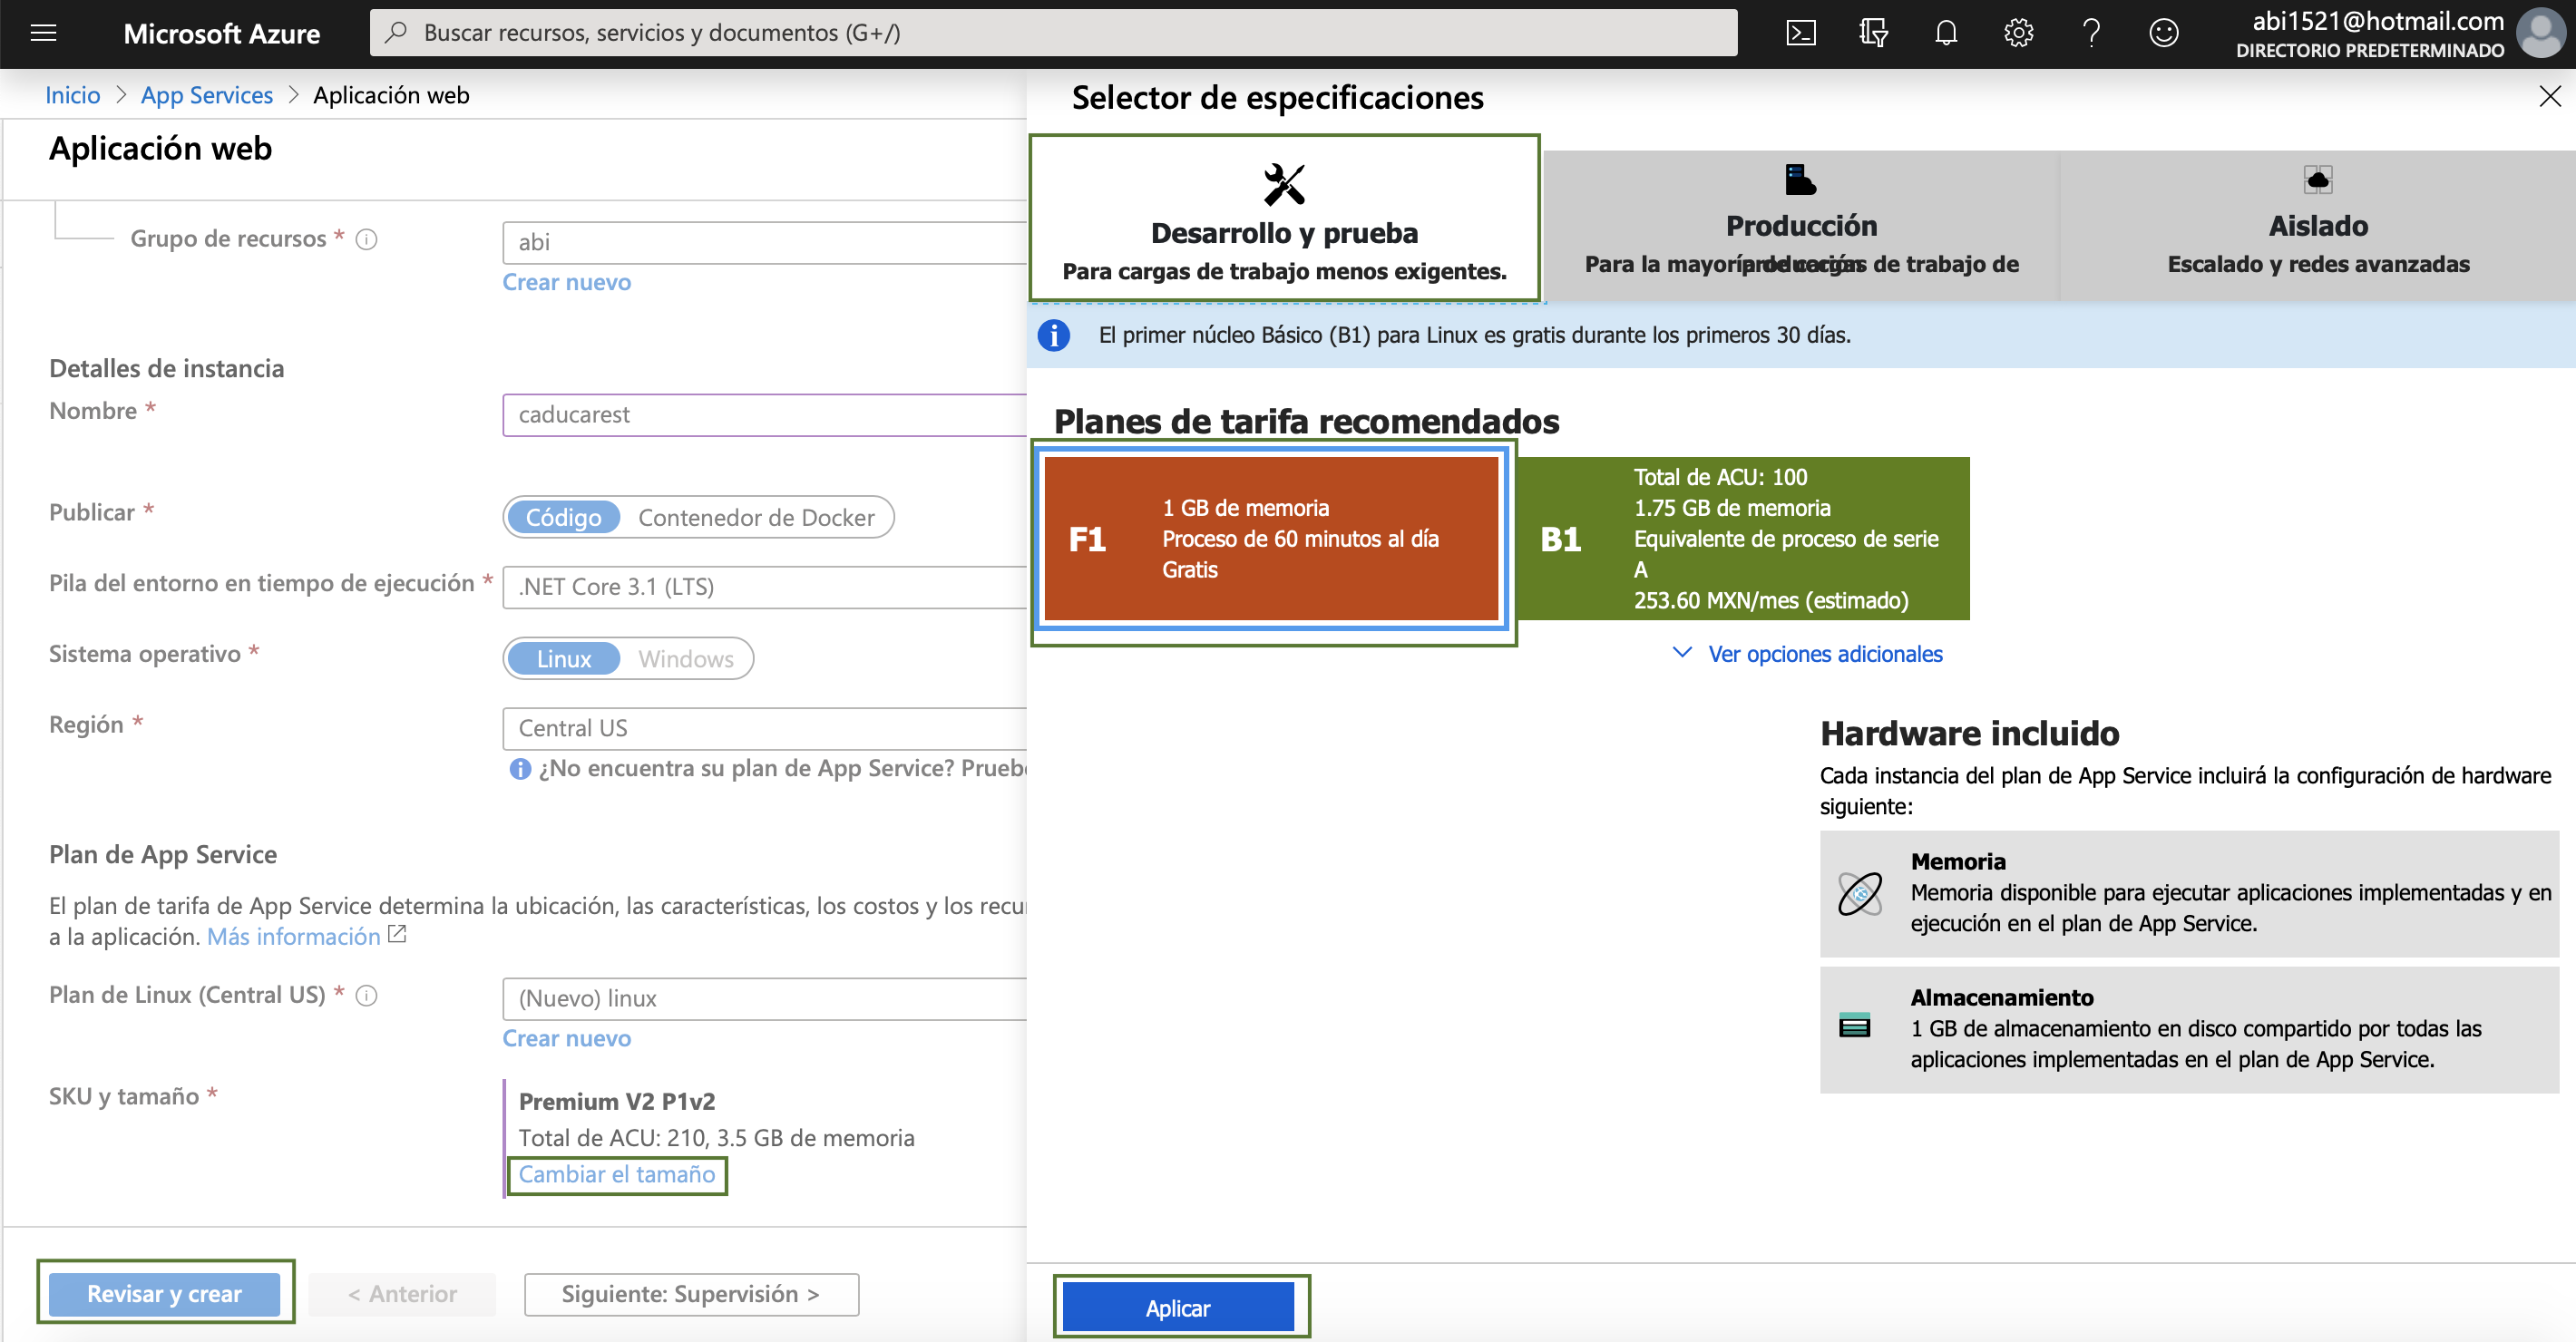 Microsoft Azure
Buscar recursos, servicios y documentos (G+/)
abi1521@hotmail.com
DIRECTORIO PREDETERMINADO
Inicio > App Services > Aplicación web
Aplicación web
Grupo de recursos *
abi
Crear nuevo
Detalles de instancia
Nombre *
caducarest
Publicar *
Código
Contenedor de Docker
Pila del entorno en tiempo de ejecución *
.NET Core 3.1 (LTS)
Sistema operativo *
Linux
Windows
Región *
Central US
¿No encuentra su plan de App Service? Pruebe
Plan de App Service
El plan de tarifa de App Service determina la ubicación, las características, los costos y los recu
a la aplicación. Más información
Plan de Linux (Central US) *
(Nuevo) linux
Crear nuevo
SKU y tamaño *
Premium V2 P1v2
Total de ACU: 210, 3.5 GB de memoria
Cambiar el tamaño
Revisar y crear
< Anterior
Siguiente: Supervisión >
Selector de especificaciones
Desarrollo y prueba
Para cargas de trabajo menos exigentes.
Producción
Para la mayoría de cargas de trabajo de
producción
Aislado
Escalado y redes avanzadas
El primer núcleo Básico (B1) para Linux es gratis durante los primeros 30 días.
Planes de tarifa recomendados
F1
1 GB de memoria
Proceso de 60 minutos al día
Gratis
B1
Total de ACU: 100
1.75 GB de memoria
Equivalente de proceso de serie
A
253.60 MXN/mes (estimado)
Ver opciones adicionales
Hardware incluido
Cada instancia del plan de App Service incluirá la configuración de hardware
siguiente:
Memoria
Memoria disponible para ejecutar aplicaciones implementadas y en
ejecución en el plan de App Service.
Almacenamiento
1 GB de almacenamiento en disco compartido por todas las
aplicaciones implementadas en el plan de App Service.
Aplicar